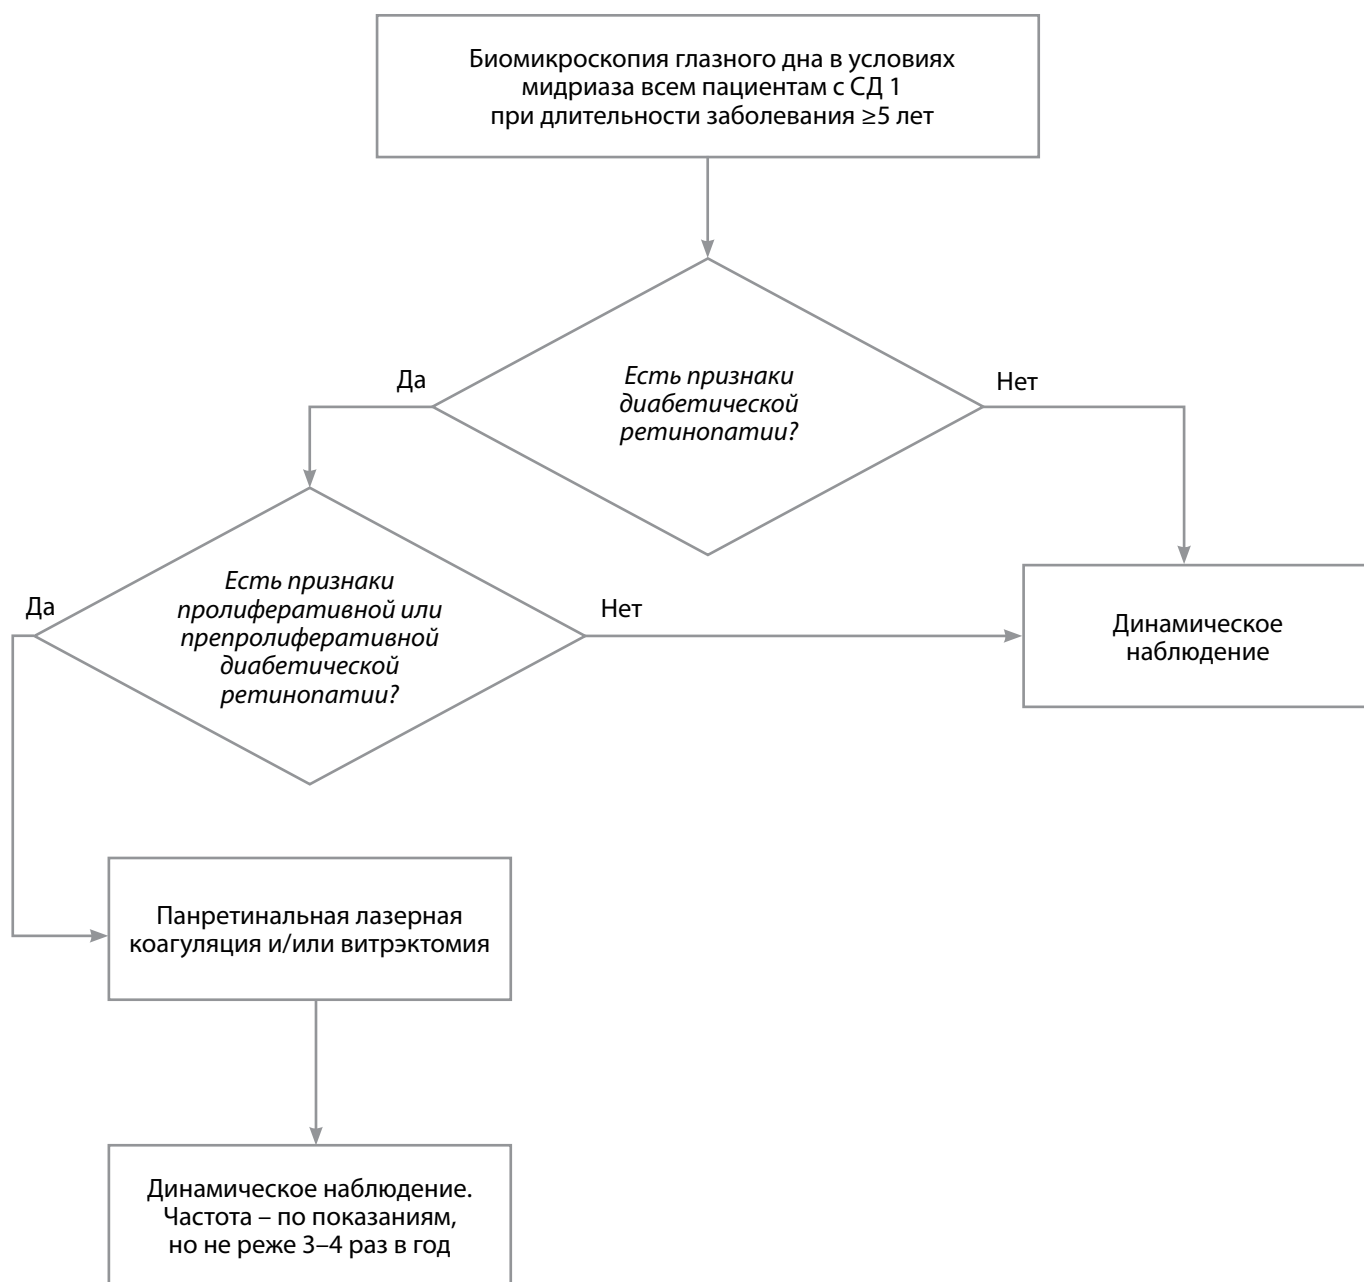 Биомикроскопия глазного дна в условиях
мидриаза всем пациентам с СД 1
при длительности заболевания ≥5 лет
Да
Есть признаки
диабетической
ретинопатии?
Нет
Да
Есть признаки
пролиферативной или
препролиферативной
диабетической
ретинопатии?
Нет
Динамическое
наблюдение
Панретинальная лазерная
коагуляция и/или витрэктомия
Динамическое наблюдение.
Частота – по показаниям,
но не реже 3–4 раз в год